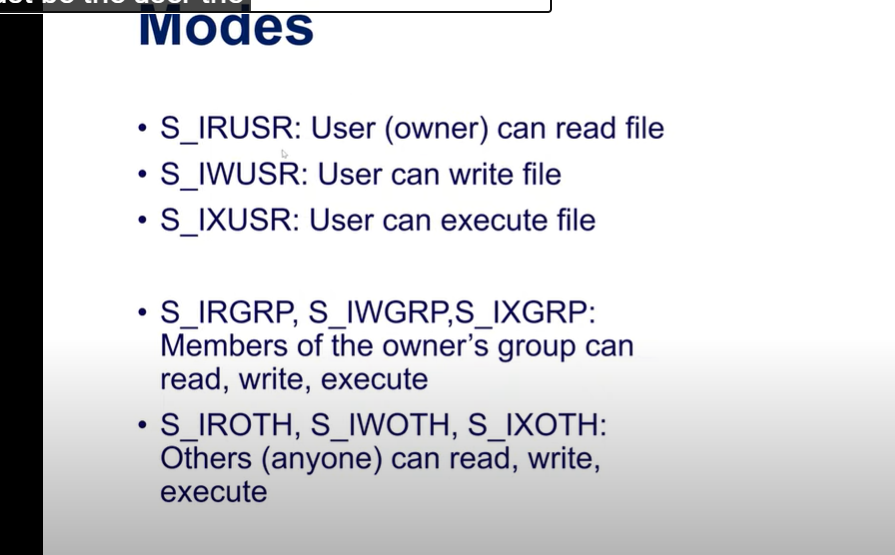 be the user the
Modes
• S_IRUSR: User (owner) can read file
• S_IWUSR: User can write file
• S_IXUSR: User can execute file
• S_IRGRP, S_IWGRP,S_IXGRP:
Members of the owner's group can
read, write, execute
• S_IROTH, S_IWOTH, S_IXOTH:
Others (anyone) can read, write,
execute